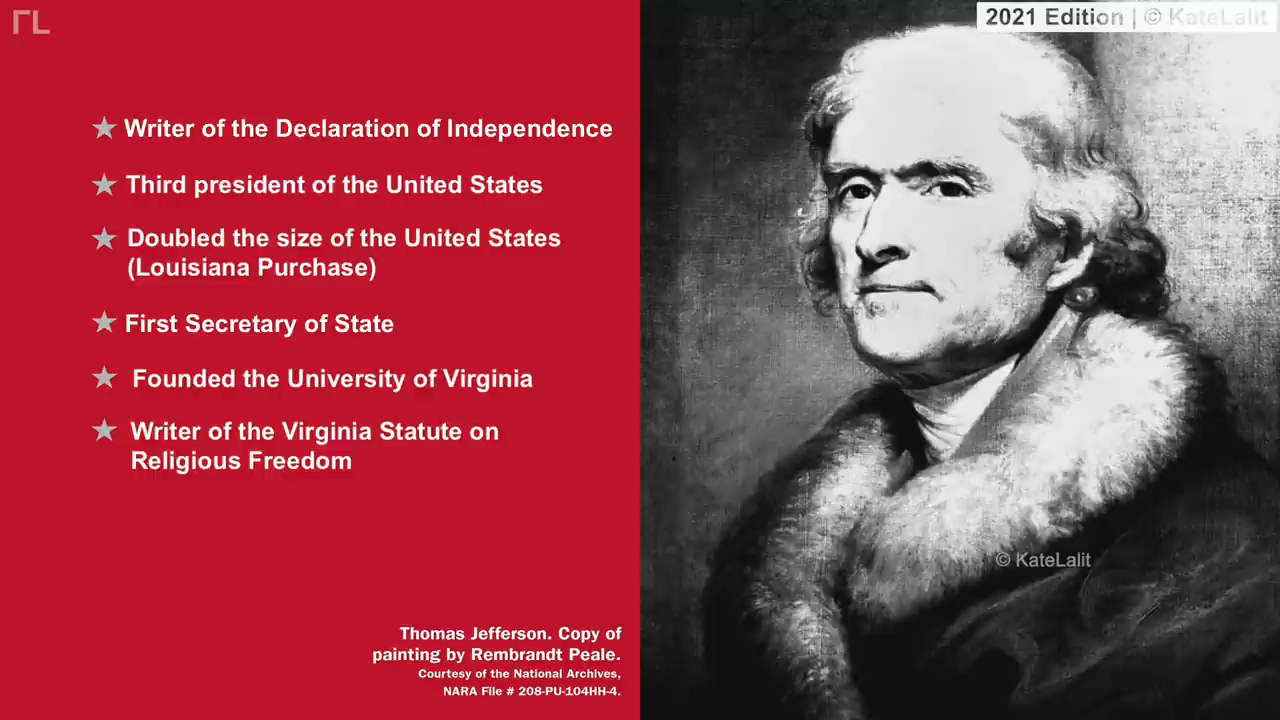 2021 Edition | © KateLalit
★ Writer of the Declaration of Independence
★ Third president of the United States
★ Doubled the size of the United States
(Louisiana Purchase)
★ First Secretary of State
★ Founded the University of Virginia
★ Writer of the Virginia Statute on
Religious Freedom
© KateLalit
Thomas Jefferson. Copy of
painting by Rembrandt Peale.
Courtesy of the National Archives,
NARA File # 208-PU-104HH-4.